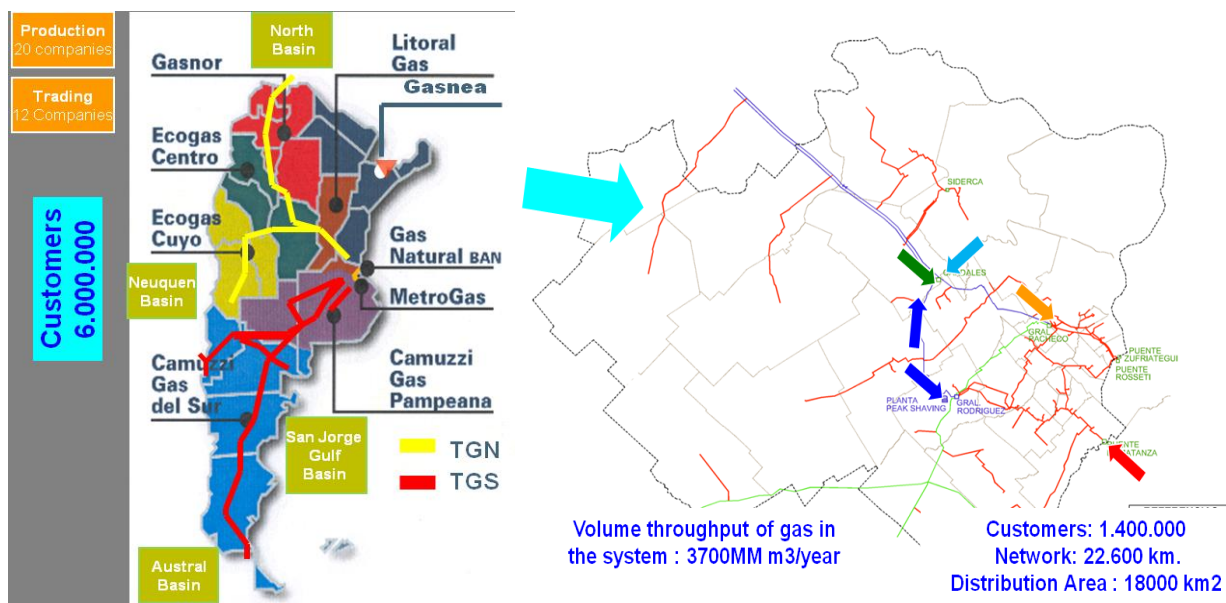 Production
20 companies
Trading
12 Companies
Customers
6.000.000
North
Basin
Gasnor
Litoral
Gas
Gasnea
Ecogas
Centro
Ecogas
Cuyo
Gas
Natural BAN
MetroGas
Neuquen
Basin
Camuzzi
Gas
del Sur
Camuzzi
Gas
Pampeana
San Jorge
Gulf
Basin
TGN
TGS
Austral
Basin
SIDERCA
GRAL.
PACHECO
PUENTE
ZUFRIATEGUI
PUENTE
ROSSETI
PLANTA
PEAK SHAVING
GRAL.
RODRIGUEZ
Volume throughput of gas in
the system : 3700MM m3/year
Customers: 1.400.000
Network: 22.600 km.
Distribution Area : 18000 km2